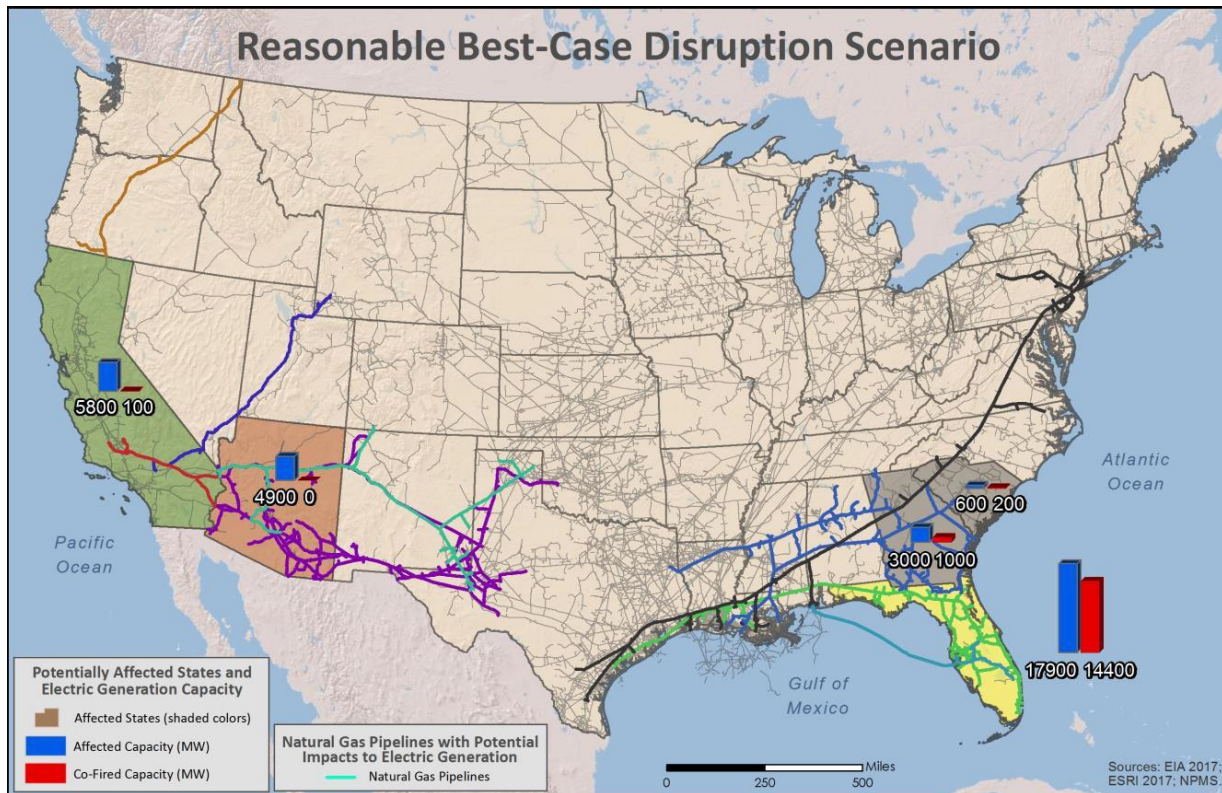 Reasonable Best-Case Disruption Scenario
5800 100
4900 0
600 200
3000 1000
17900 14400
Pacific
Ocean
Atlantic
Ocean
Gulf of
Mexico
Potentially Affected States and
Electric Generation Capacity
Affected States (shaded colors)
Affected Capacity (MW)
Co-Fired Capacity (MW)
Natural Gas Pipelines with Potential
Impacts to Electric Generation
Natural Gas Pipelines
Miles
0 250 500
Sources: EIA 2017;
ESRI 2017; NPMS.